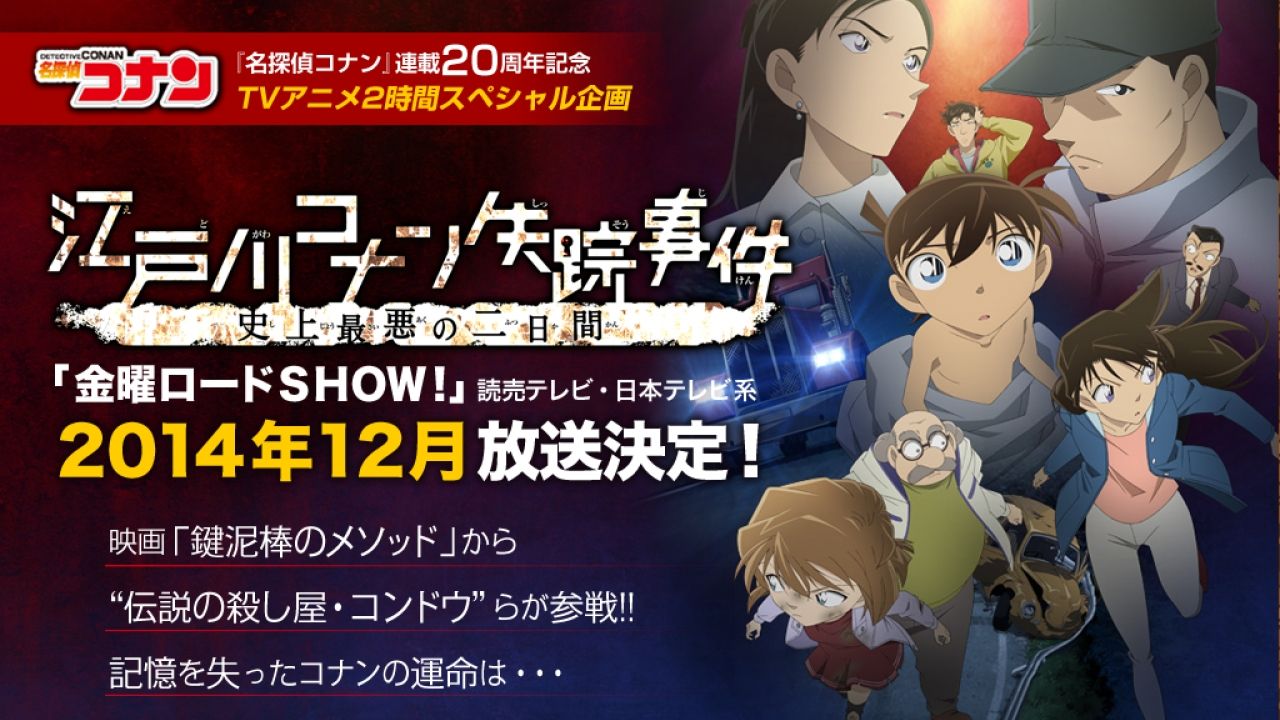 DETECTIVE CONAN
名探偵
コナン
『名探偵コナン』連載20周年記念
TVアニメ2時間スペシャル企画
江戸川コナン失踪事件
史上最悪の二日間
「金曜ロードSHOW!」読売テレビ・日本テレビ系
2014年12月放送決定!
映画「鍵泥棒のメソッド」から
“伝説の殺し屋・コンドウ”らが参戦!!
記憶を失ったコナンの運命は・・・